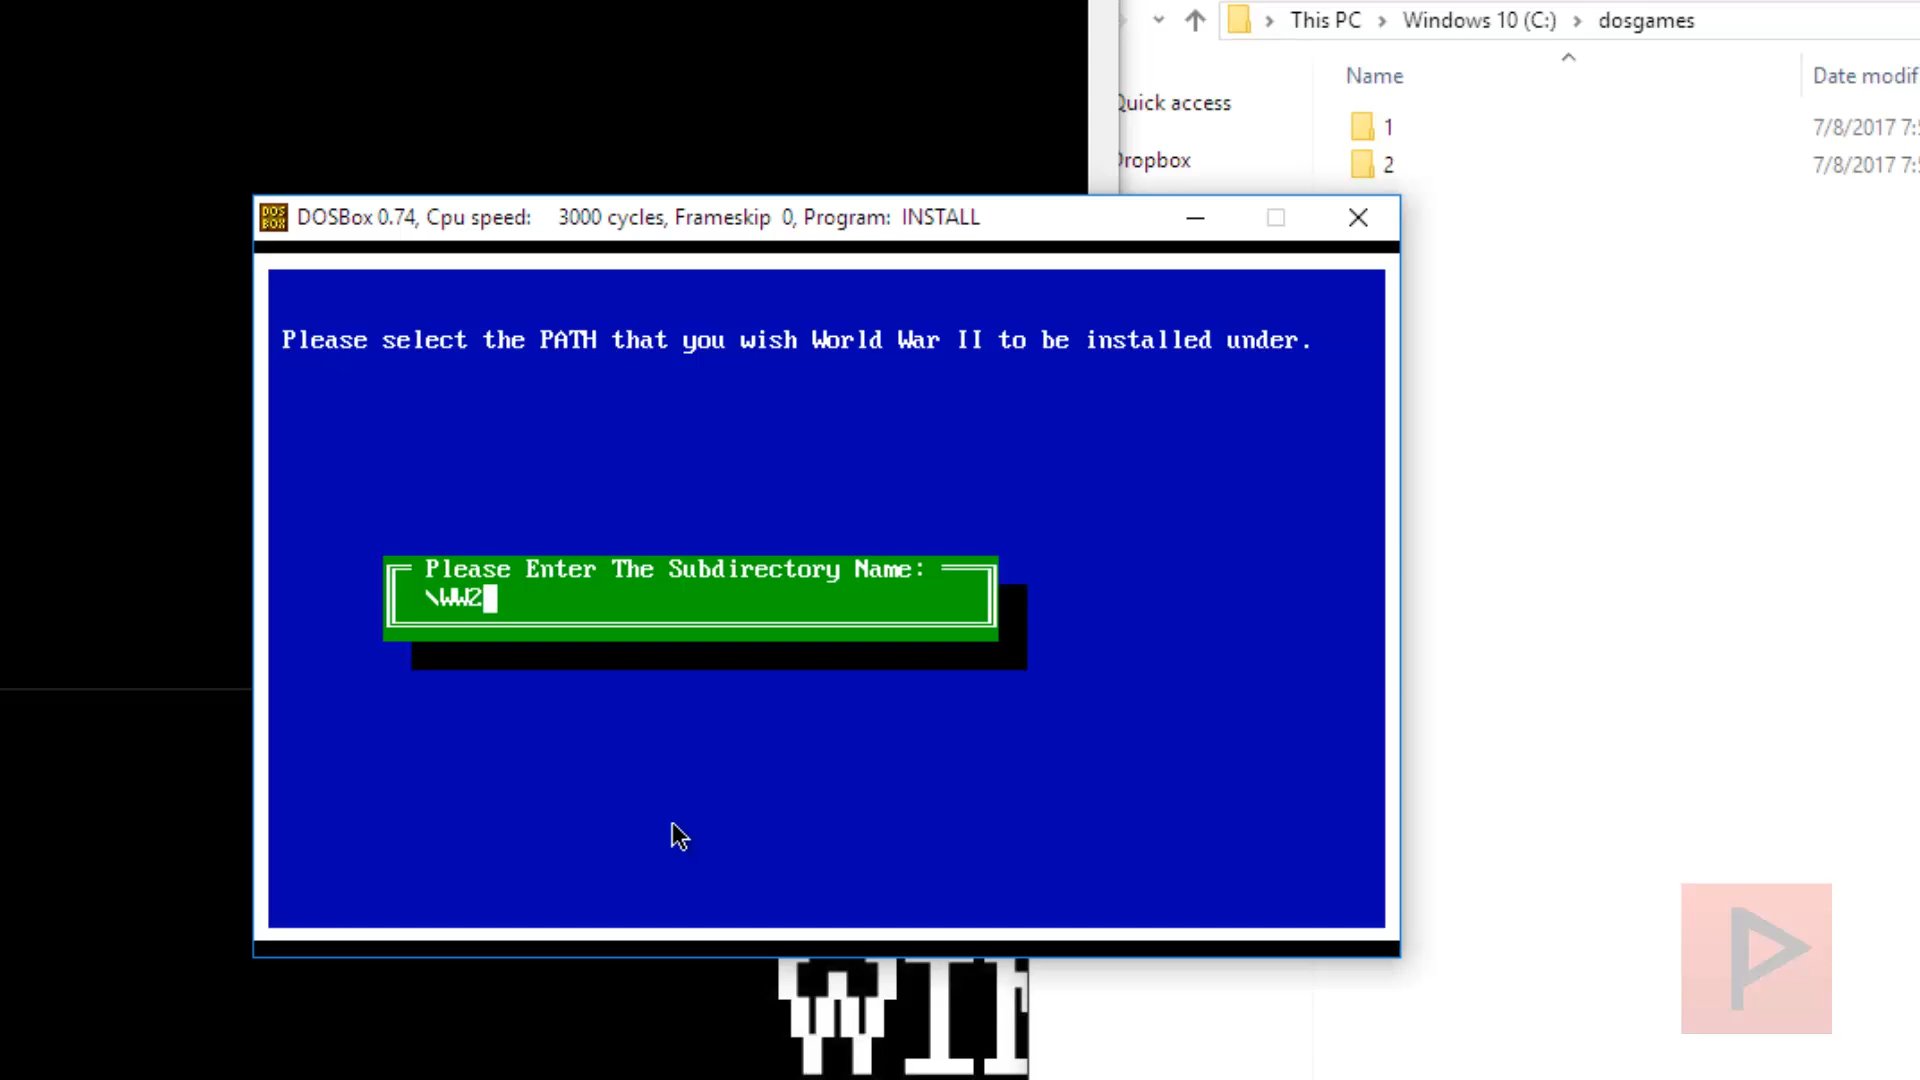 This PC > Windows 10 (C:) > dosgames
Name
Date modif
Quick access
1
7/8/2017 7:5
Dropbox
2
7/8/2017 7:5
DOSBox 0.74, Cpu speed: 3000 cycles, Frameskip 0, Program: INSTALL
Please select the PATH that you wish World War II to be installed under.
Please Enter The Subdirectory Name:
\WW2